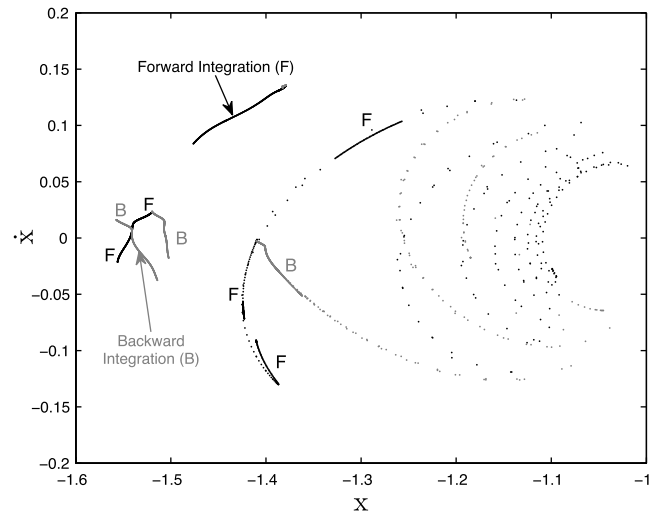 0.2
Forward Integration (F)
0.15
F
0.1
0.05
B
F
B
ẋ
0
F
B
F
−0.05
Backward
Integration (B)
−0.1
F
−0.15
−0.2
−1.6
−1.5
−1.4
−1.3
−1.2
−1.1
−1
x